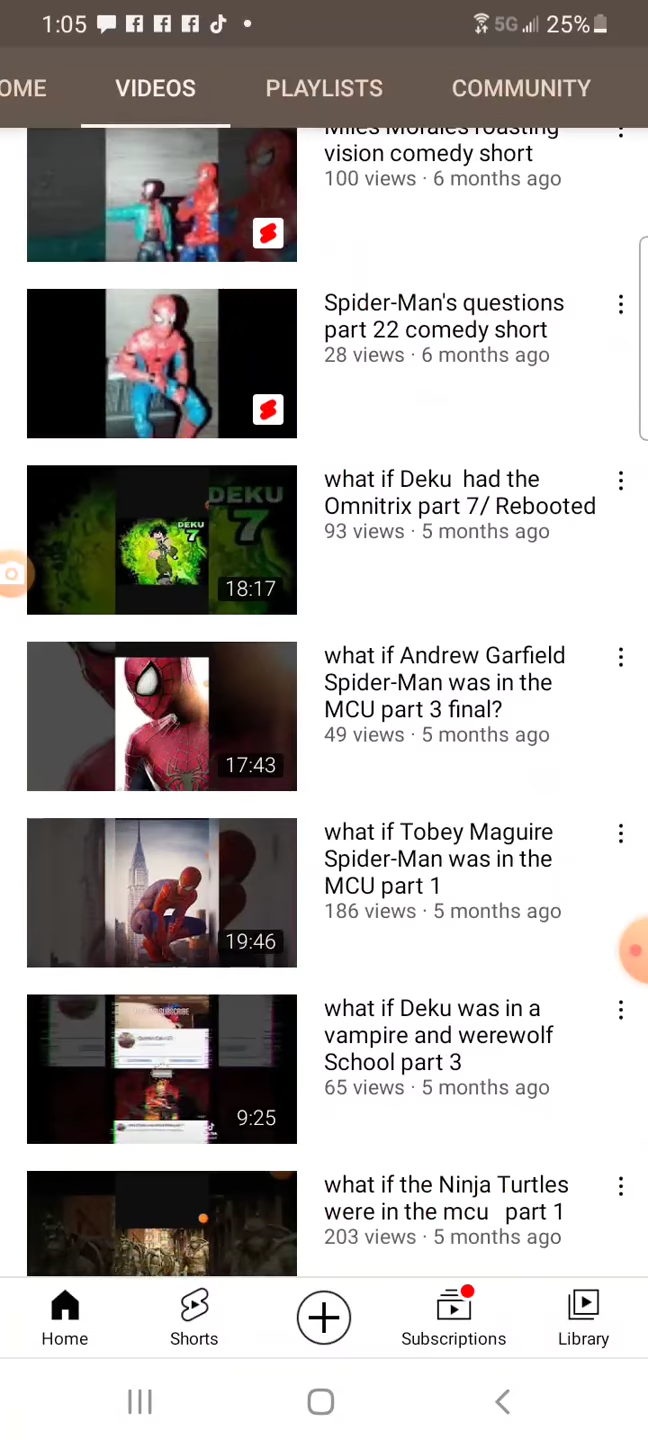 1:05 5G 25%
OME VIDEOS PLAYLISTS COMMUNITY
Miles Morales roasting
vision comedy short
100 views · 6 months ago
Spider-Man's questions
part 22 comedy short
28 views · 6 months ago
DEKU
7
DEKU
7
18:17
what if Deku had the
Omnitrix part 7/ Rebooted
93 views · 5 months ago
17:43
what if Andrew Garfield
Spider-Man was in the
MCU part 3 final?
49 views · 5 months ago
19:46
what if Tobey Maguire
Spider-Man was in the
MCU part 1
186 views · 5 months ago
SUBSCRIBE
9:25
what if Deku was in a
vampire and werewolf
School part 3
65 views · 5 months ago
what if the Ninja Turtles
were in the mcu part 1
203 views · 5 months ago
Home Shorts Subscriptions Library